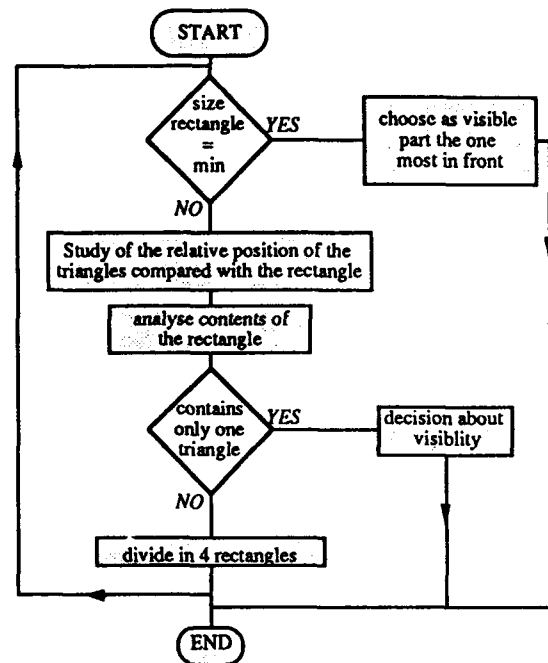 START
size
rectangle
=
min
YES
choose as visible
part the one
most in front
NO
Study of the relative position of the
triangles compared with the rectangle
analyse contents of
the rectangle
contains
only one
triangle
YES
decision about
visiblity
NO
divide in 4 rectangles
END